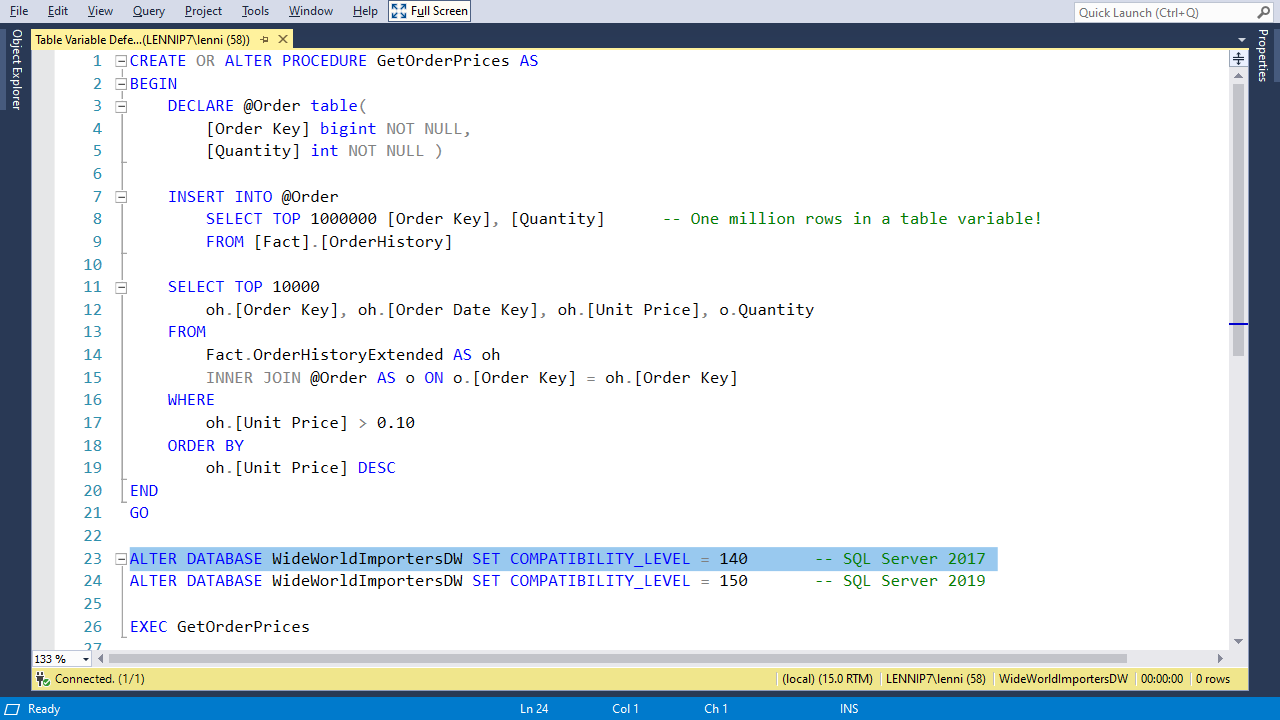 File Edit View Query Project Tools Window Help Full Screen
Quick Launch (Ctrl+Q)
Object Explorer
Table Variable Defe...(LENNIP7\lenni (58))
Properties
1 CREATE OR ALTER PROCEDURE GetOrderPrices AS
2 BEGIN
3 DECLARE @Order table(
4 [Order Key] bigint NOT NULL,
5 [Quantity] int NOT NULL )
6
7 INSERT INTO @Order
8 SELECT TOP 1000000 [Order Key], [Quantity] -- One million rows in a table variable!
9 FROM [Fact].[OrderHistory]
10
11 SELECT TOP 10000
12 oh.[Order Key], oh.[Order Date Key], oh.[Unit Price], o.Quantity
13 FROM
14 Fact.OrderHistoryExtended AS oh
15 INNER JOIN @Order AS o ON o.[Order Key] = oh.[Order Key]
16 WHERE
17 oh.[Unit Price] > 0.10
18 ORDER BY
19 oh.[Unit Price] DESC
20 END
21 GO
22
23 ALTER DATABASE WideWorldImportersDW SET COMPATIBILITY_LEVEL = 140 -- SQL Server 2017
24 ALTER DATABASE WideWorldImportersDW SET COMPATIBILITY_LEVEL = 150 -- SQL Server 2019
25
26 EXEC GetOrderPrices
27
133 %
Connected. (1/1) (local) (15.0 RTM) LENNIP7\lenni (58) WideWorldImportersDW 00:00:00 0 rows
Ready Ln 24 Col 1 Ch 1 INS